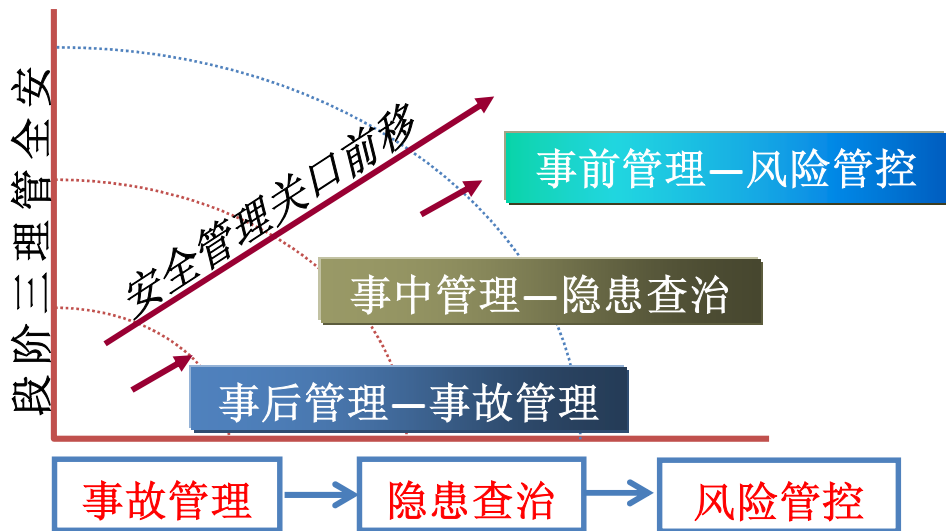 安全管理三阶段
安全管理关口前移
事前管理—风险管控
事中管理—隐患查治
事后管理—事故管理
事故管理
隐患查治
风险管控